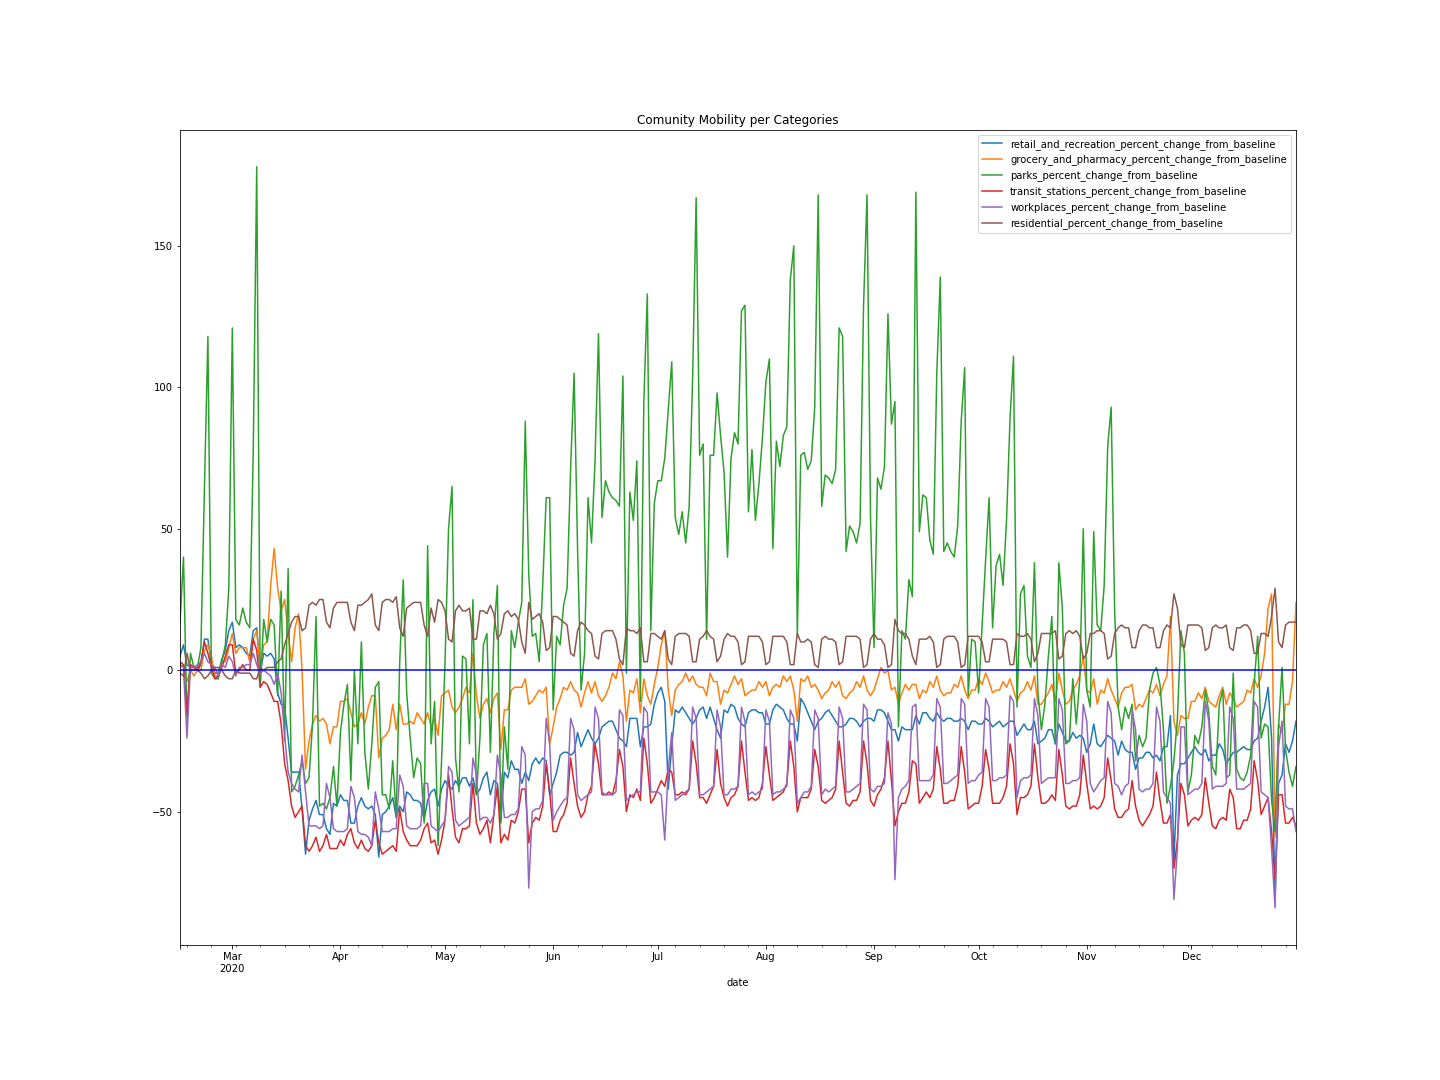 Comunity Mobility per Categories
retail_and_recreation_percent_change_from_baseline
grocery_and_pharmacy_percent_change_from_baseline
parks_percent_change_from_baseline
transit_stations_percent_change_from_baseline
workplaces_percent_change_from_baseline
residential_percent_change_from_baseline
150
100
50
0
−50
Mar Apr May Jun Jul Aug Sep Oct Nov Dec
2020
date